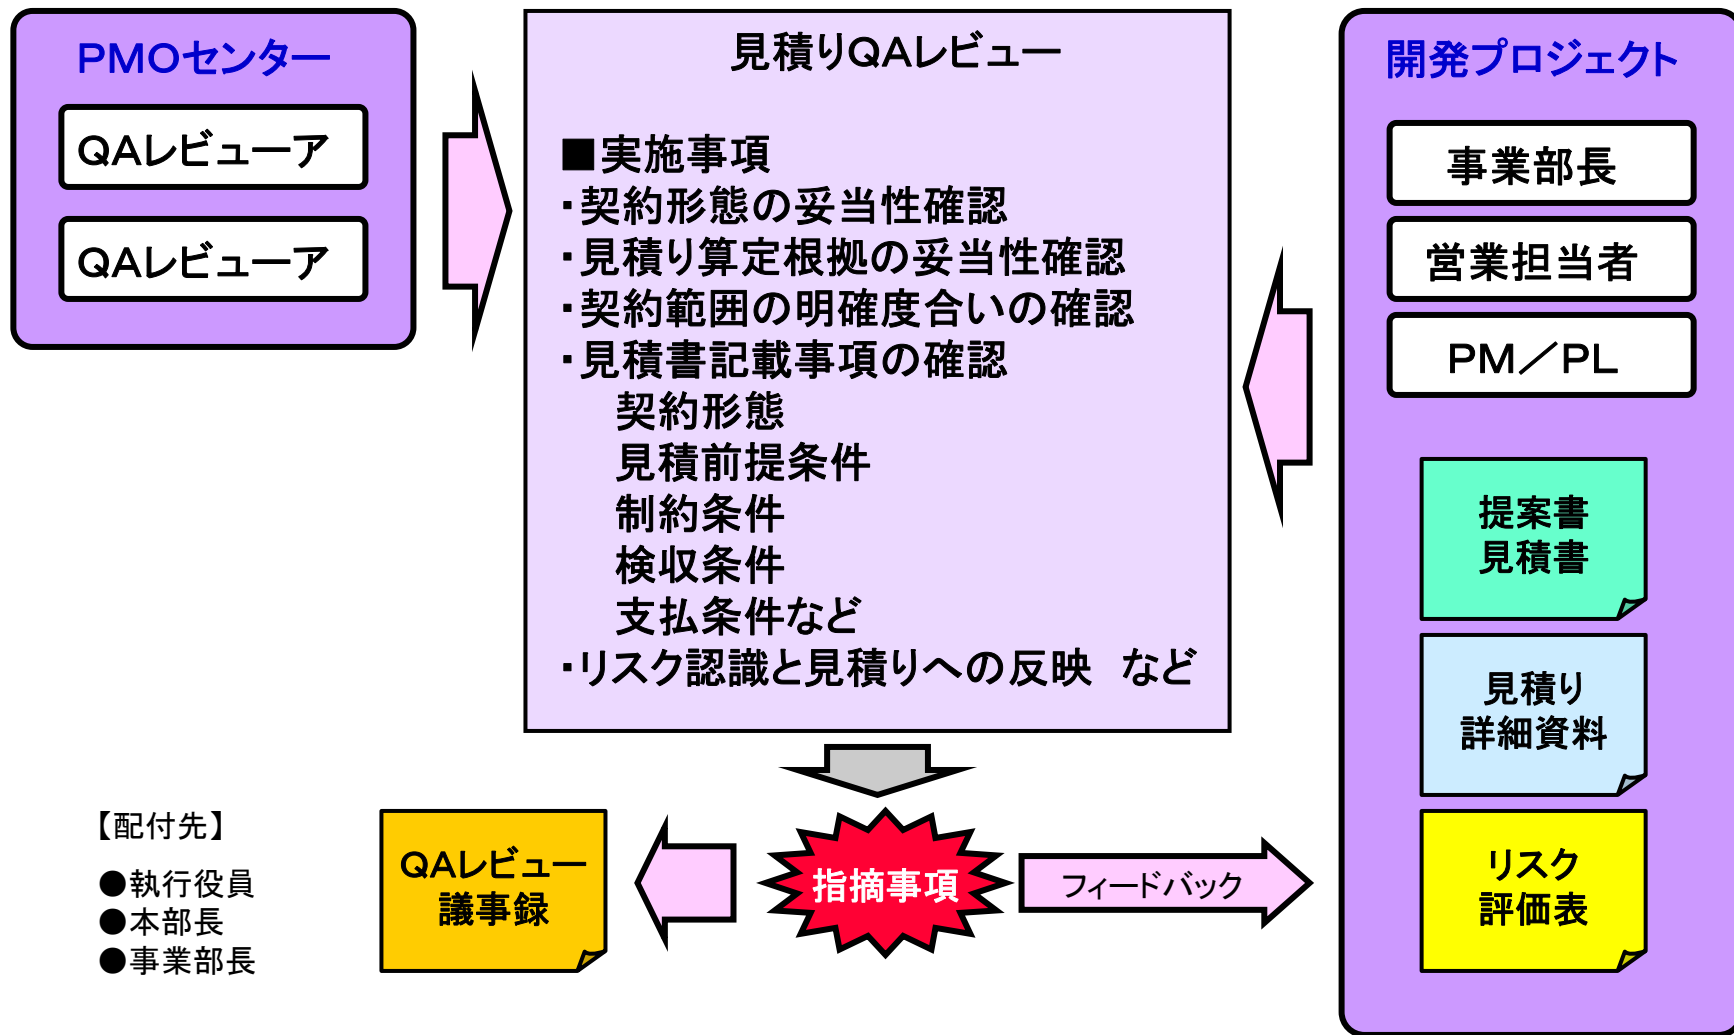 PMOセンター
QAレビューア
QAレビューア
見積りQAレビュー
■実施事項
・契約形態の妥当性確認
・見積り算定根拠の妥当性確認
・契約範囲の明確度合いの確認
・見積書記載事項の確認
契約形態
見積前提条件
制約条件
検収条件
支払条件など
・リスク認識と見積りへの反映　など
開発プロジェクト
事業部長
営業担当者
PM／PL
提案書
見積書
見積り
詳細資料
リスク
評価表
指摘事項
フィードバック
QAレビュー
議事録
【配付先】
●執行役員
●本部長
●事業部長